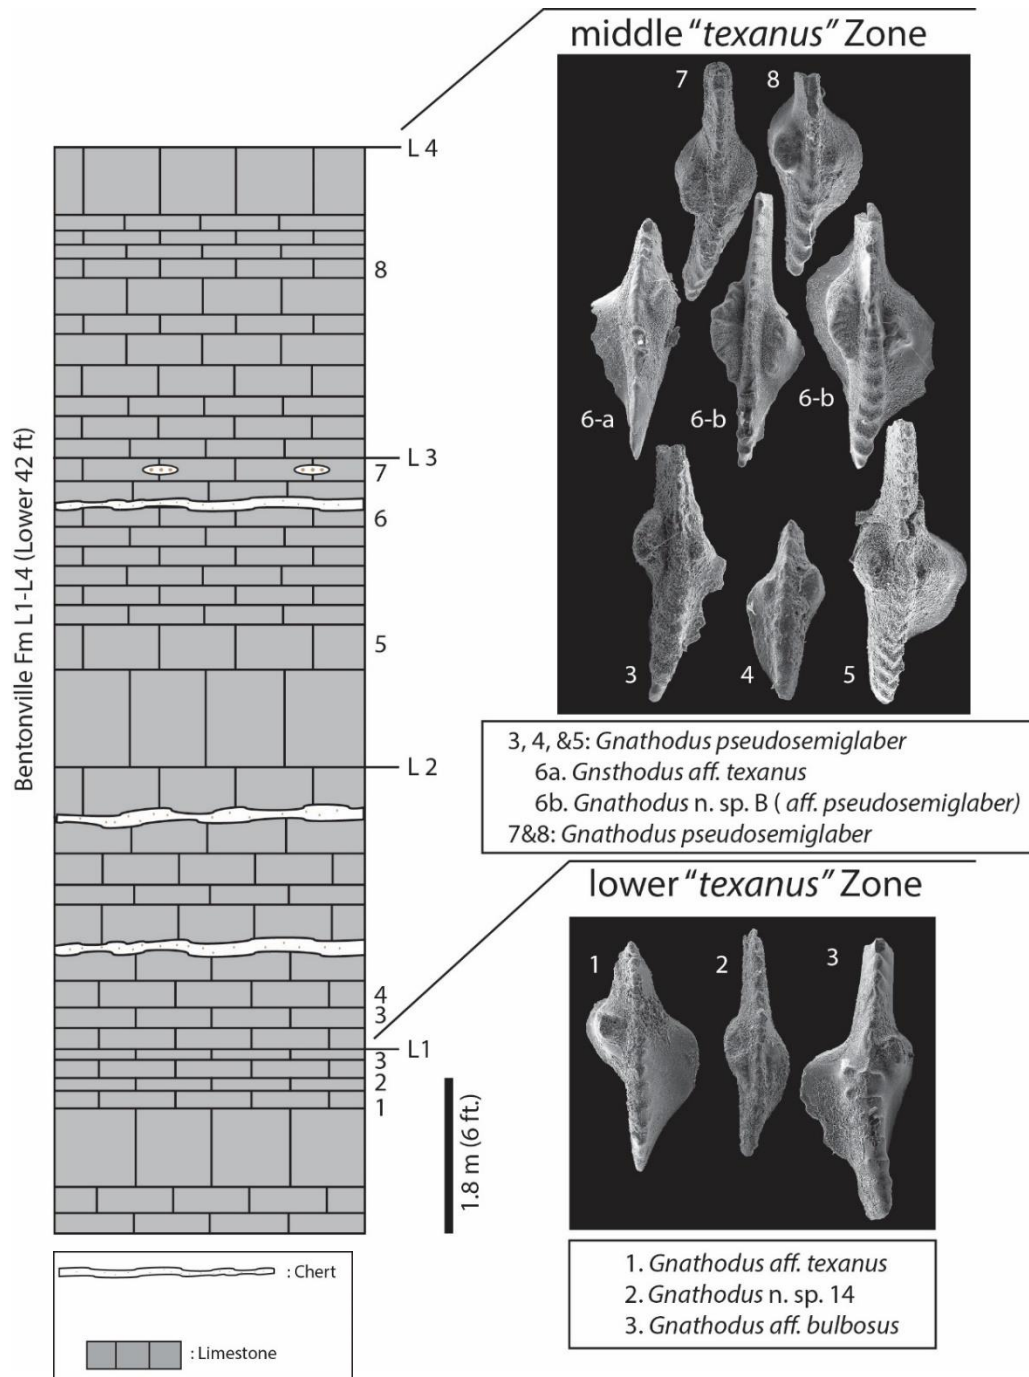 middle "texanus" Zone
7
8
6-a
6-b
6-b
3
4
5
3, 4, &5: Gnathodus pseudosemiglaber
6a. Gnsthodus aff. texanus
6b. Gnathodus n. sp. B ( aff. pseudosemiglaber)
7&8: Gnathodus pseudosemiglaber
lower "texanus" Zone
1
2
3
1. Gnathodus aff. texanus
2. Gnathodus n. sp. 14
3. Gnathodus aff. bulbosus
Bentonville Fm L1-L4 (Lower 42 ft)
L 4
8
L 3
7
6
5
L 2
4
3
L1
3
2
1
1.8 m (6 ft.)
: Chert
: Limestone